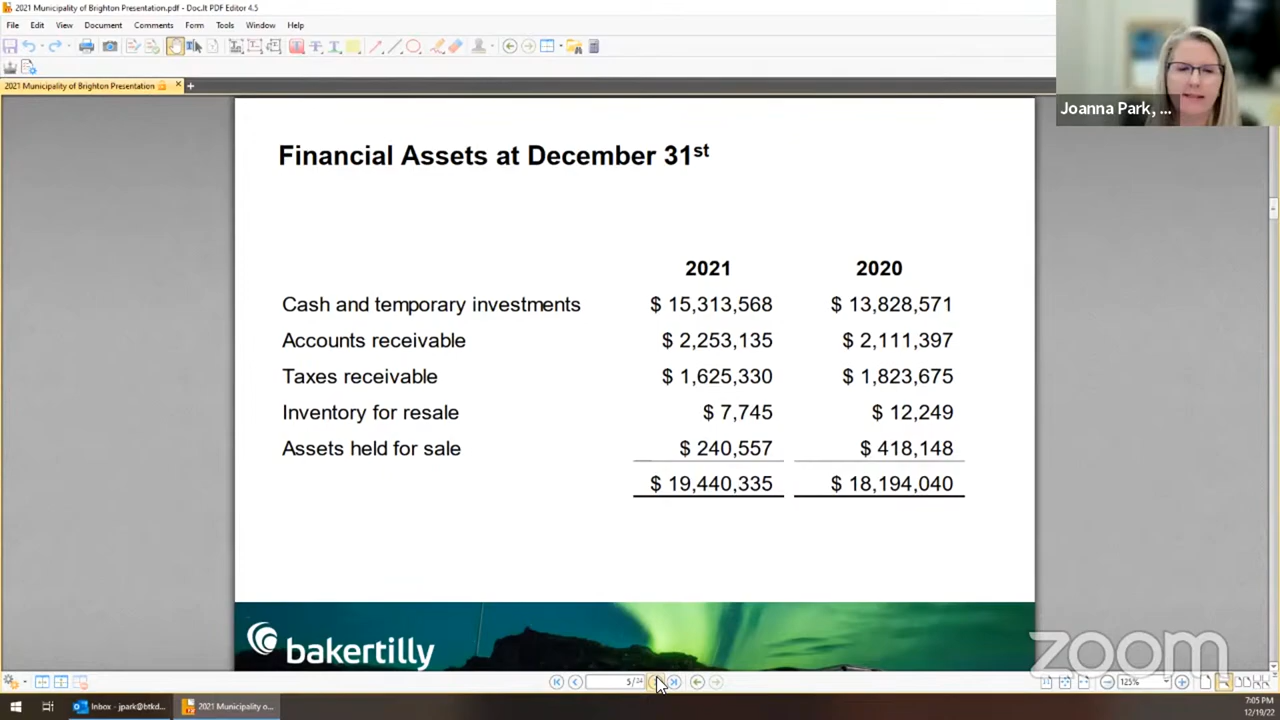 2021 Municipality of Brighton Presentation.pdf - Doc.It PDF Editor 4.5
File Edit View Document Comments Form Tools Window Help
2021 Municipality of Brighton Presentation
Joanna Park, ...
Financial Assets at December 31st
2021 2020
Cash and temporary investments $ 15,313,568 $ 13,828,571
Accounts receivable $ 2,253,135 $ 2,111,397
Taxes receivable $ 1,625,330 $ 1,823,675
Inventory for resale $ 7,745 $ 12,249
Assets held for sale $ 240,557 $ 418,148
$ 19,440,335 $ 18,194,040
bakertilly
zoom
5/24
125%
Inbox - jpark@btkd...
2021 Municipality o...
7:05 PM
12/19/22